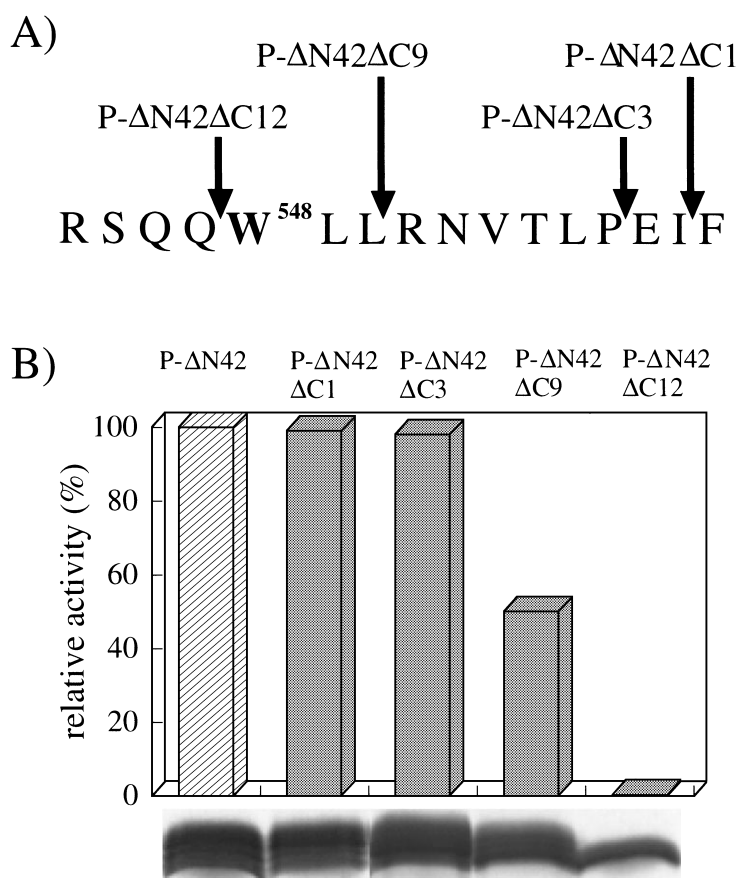 A)
P-ΔN42ΔC9 P-ΔN42ΔC1
P-ΔN42ΔC12 P-ΔN42ΔC3
R S Q Q W 548 L L R N V T L P E I F
B)
P-ΔN42 P-ΔN42 P-ΔN42 P-ΔN42 P-ΔN42
ΔC1 ΔC3 ΔC9 ΔC12
relative activity (%)
100
80
60
40
20
0